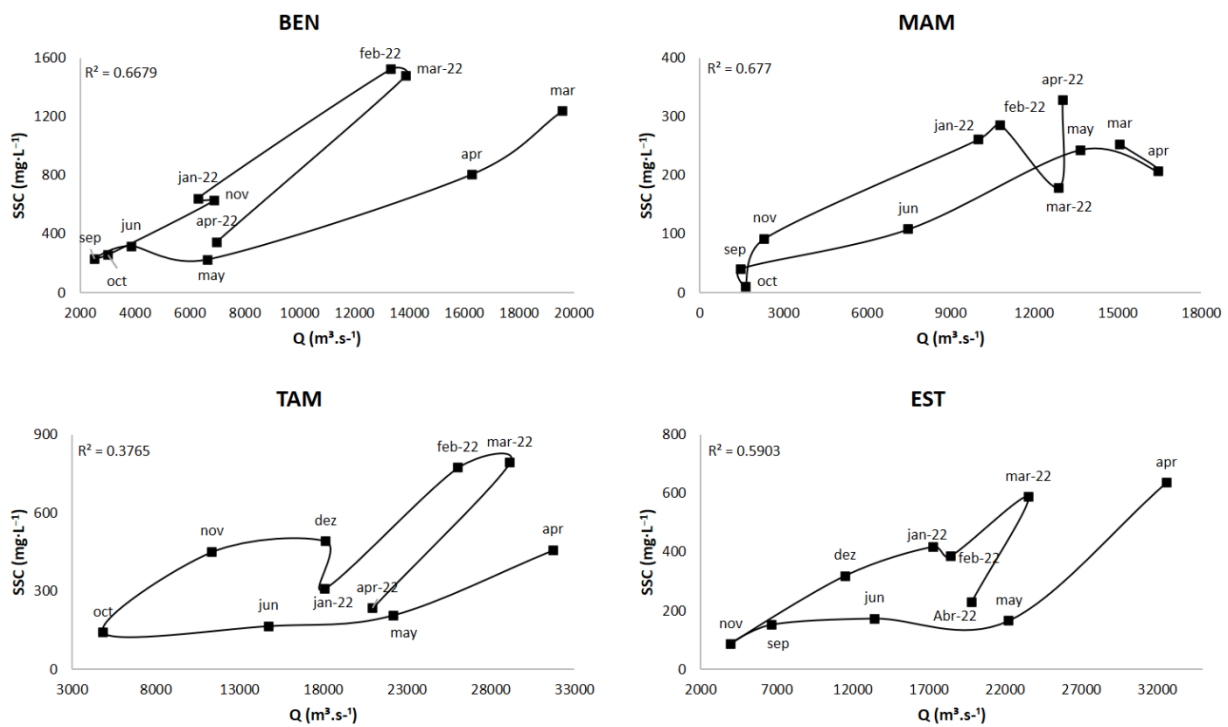 BEN
R² = 0.6679
SSC (mg·L⁻¹)
1600
1200
800
400
0
feb-22
mar-22
mar
apr
jan-22
nov
apr-22
jun
sep
oct
may
2000 4000 6000 8000 10000 12000 14000 16000 18000 20000
Q (m³.s-¹)
MAM
R² = 0.677
SSC (mg·L⁻¹)
400
300
200
100
0
apr-22
feb-22
jan-22
may
mar
apr
mar-22
nov
jun
sep
oct
0 3000 6000 9000 12000 15000 18000
Q (m³.s-¹)
TAM
R² = 0.3765
SSC (mg·L⁻¹)
900
600
300
0
feb-22
mar-22
nov
dez
apr
jan-22
apr-22
oct
jun
may
3000 8000 13000 18000 23000 28000 33000
Q (m³.s-¹)
EST
R² = 0.5903
SSC (mg·L⁻¹)
800
600
400
200
0
apr
mar-22
jan-22
dez
feb-22
Abr-22
may
jun
nov
sep
2000 7000 12000 17000 22000 27000 32000
Q (m³.s-¹)